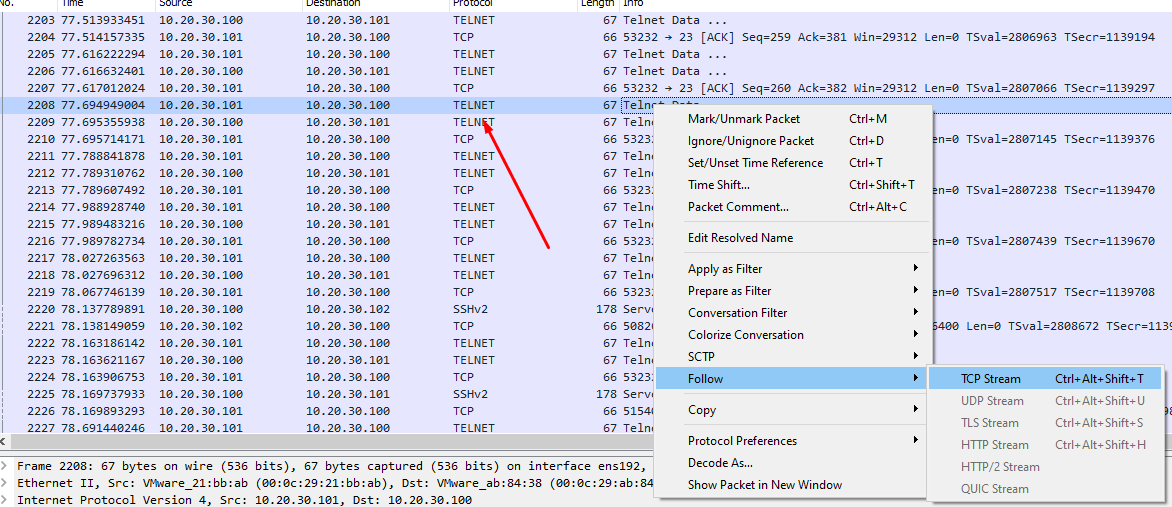 No. Time Source Destination Protocol Length Info
2203 77.513933451 10.20.30.100 10.20.30.101 TELNET 67 Telnet Data ...
2204 77.514157335 10.20.30.101 10.20.30.100 TCP 66 53232 → 23 [ACK] Seq=259 Ack=381 Win=29312 Len=0 TSval=2806963 TSecr=1139194
2205 77.616222294 10.20.30.101 10.20.30.100 TELNET 67 Telnet Data ...
2206 77.616632401 10.20.30.100 10.20.30.101 TELNET 67 Telnet Data ...
2207 77.617012024 10.20.30.101 10.20.30.100 TCP 66 53232 → 23 [ACK] Seq=260 Ack=382 Win=29312 Len=0 TSval=2807066 TSecr=1139297
2208 77.694949004 10.20.30.101 10.20.30.100 TELNET 67 Telnet Data
2209 77.695355938 10.20.30.100 10.20.30.101 TELNET 67 Telne
2210 77.695714171 10.20.30.101 10.20.30.100 TCP 66 53232 en=0 TSval=2807145 TSecr=1139376
2211 77.788841878 10.20.30.101 10.20.30.100 TELNET 67 Telne
2212 77.789310762 10.20.30.100 10.20.30.101 TELNET 67 Telne
2213 77.789607492 10.20.30.101 10.20.30.100 TCP 66 53232 en=0 TSval=2807238 TSecr=1139470
2214 77.988928740 10.20.30.101 10.20.30.100 TELNET 67 Telne
2215 77.989483216 10.20.30.100 10.20.30.101 TELNET 67 Telne
2216 77.989782734 10.20.30.101 10.20.30.100 TCP 66 53232 en=0 TSval=2807439 TSecr=1139670
2217 78.027263563 10.20.30.101 10.20.30.100 TELNET 67 Telne
2218 78.027696312 10.20.30.100 10.20.30.101 TELNET 67 Telne
2219 78.067746139 10.20.30.101 10.20.30.100 TCP 66 53232 en=0 TSval=2807517 TSecr=1139708
2220 78.137789891 10.20.30.100 10.20.30.102 SSHv2 178 Serve
2221 78.138149059 10.20.30.102 10.20.30.100 TCP 66 5082 6400 Len=0 TSval=2808672 TSecr=1139
2222 78.163186142 10.20.30.101 10.20.30.100 TELNET 67 Telne
2223 78.163621167 10.20.30.100 10.20.30.101 TELNET 67 Telne
2224 78.163906753 10.20.30.101 10.20.30.100 TCP 66 53232
2225 78.169737933 10.20.30.100 10.20.30.101 SSHv2 178 Serve
2226 78.169893293 10.20.30.101 10.20.30.100 TCP 66 5154
2227 78.691440246 10.20.30.101 10.20.30.100 TELNET 67 Telne
Mark/Unmark Packet Ctrl+M
Ignore/Unignore Packet Ctrl+D
Set/Unset Time Reference Ctrl+T
Time Shift... Ctrl+Shift+T
Packet Comment... Ctrl+Alt+C
Edit Resolved Name
Apply as Filter
Prepare as Filter
Conversation Filter
Colorize Conversation
SCTP
Follow
Copy
Protocol Preferences
Decode As...
Show Packet in New Window
TCP Stream Ctrl+Alt+Shift+T
UDP Stream Ctrl+Alt+Shift+U
TLS Stream Ctrl+Alt+Shift+S
HTTP Stream Ctrl+Alt+Shift+H
HTTP/2 Stream
QUIC Stream
Frame 2208: 67 bytes on wire (536 bits), 67 bytes captured (536 bits) on interface ens192,
Ethernet II, Src: VMware_21:bb:ab (00:0c:29:21:bb:ab), Dst: VMware_ab:84:38 (00:0c:29:ab:84
Internet Protocol Version 4, Src: 10.20.30.101, Dst: 10.20.30.100